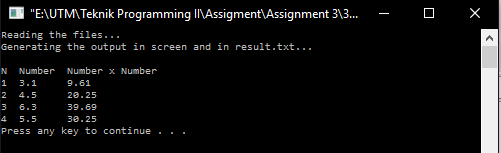 "E:\UTM\Teknik Programming II\Assigment\Assignment 3\3...
Reading the files...
Generating the output in screen and in result.txt...
N  Number  Number x Number
1  3.1     9.61
2  4.5     20.25
3  6.3     39.69
4  5.5     30.25
Press any key to continue . . .